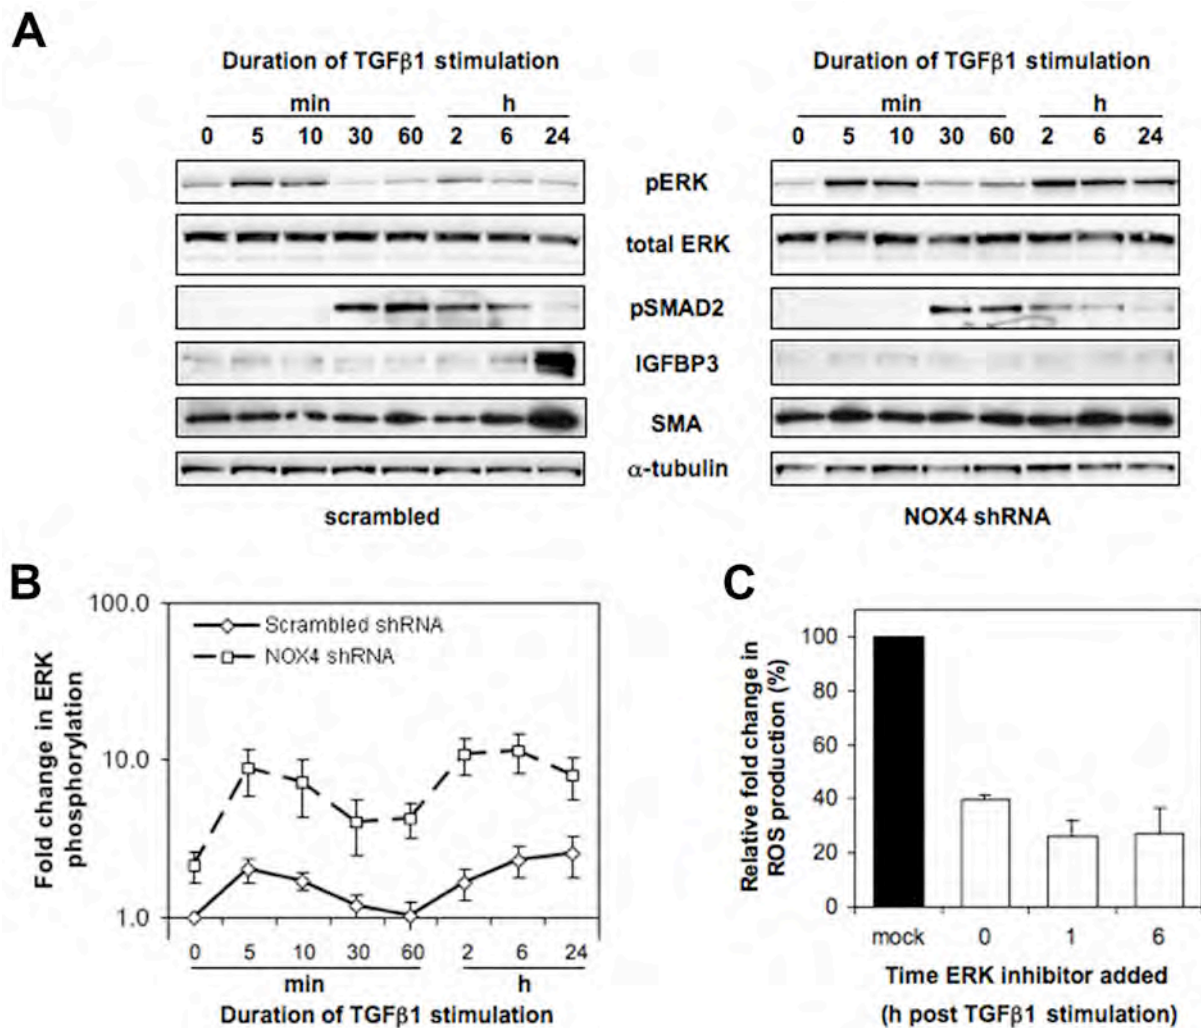 A
Duration of TGFβ1 stimulation
min h
0 5 10 30 60 2 6 24
Duration of TGFβ1 stimulation
min h
0 5 10 30 60 2 6 24
pERK
total ERK
pSMAD2
IGFBP3
SMA
α-tubulin
scrambled
NOX4 shRNA
B
Fold change in ERK
phosphorylation
100.0
10.0
1.0
Scrambled shRNA
NOX4 shRNA
0 5 10 30 60 2 6 24
min h
Duration of TGFβ1 stimulation
C
Relative fold change in
ROS production (%)
100
80
60
40
20
0
mock 0 1 6
Time ERK inhibitor added
(h post TGFβ1 stimulation)